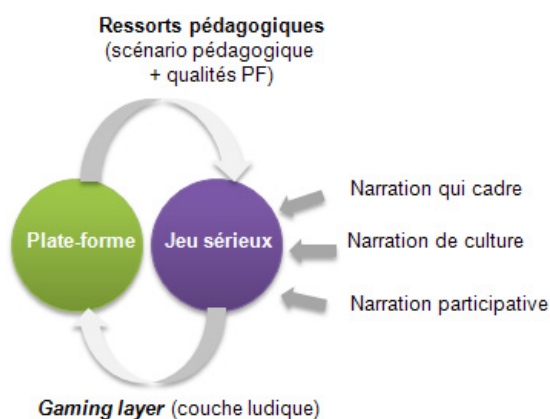 Ressorts pédagogiques
(scénario pédagogique
+ qualités PF)
Plate-forme
Jeu sérieux
Narration qui cadre
Narration de culture
Narration participative
Gaming layer (couche ludique)